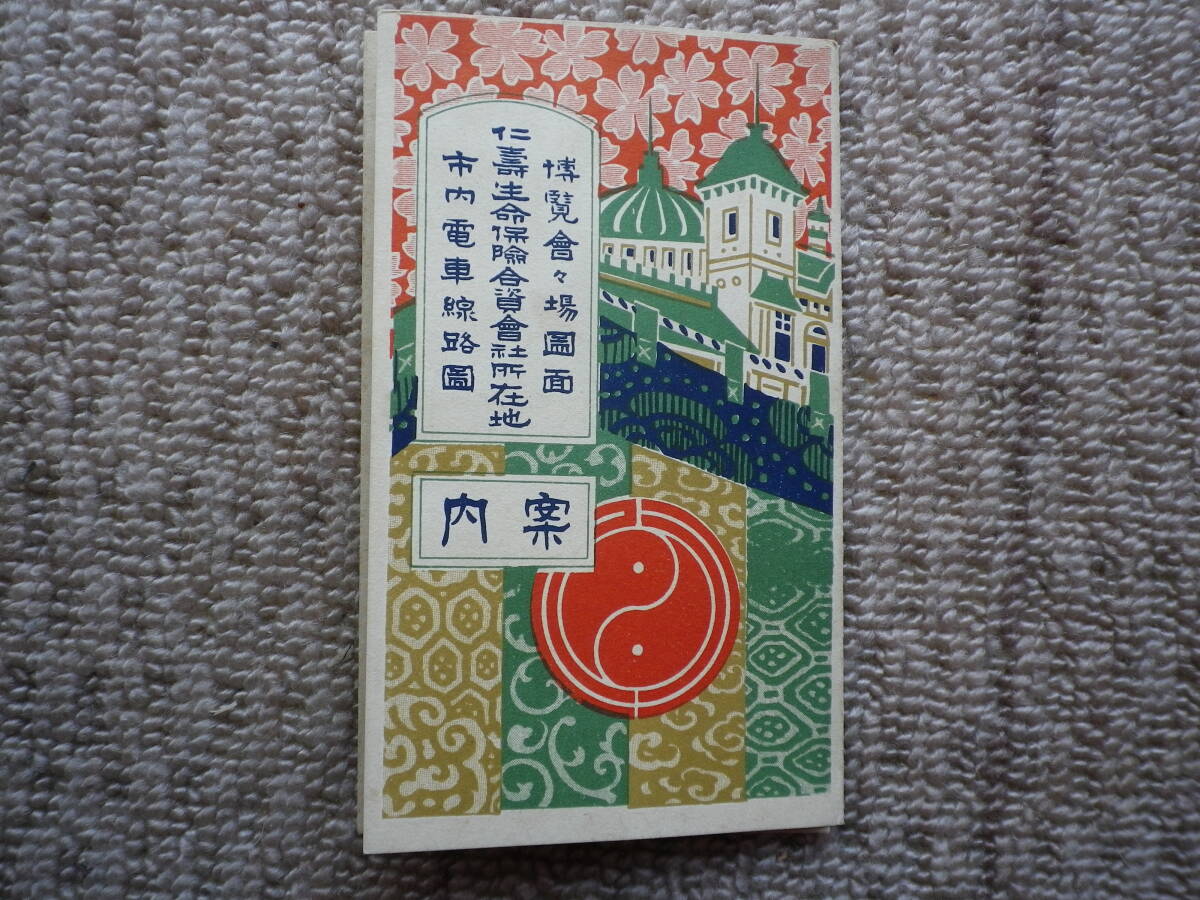 博覽會々場圖面
仁壽生命保險合資會社所在地
市内電車線路圖
案内